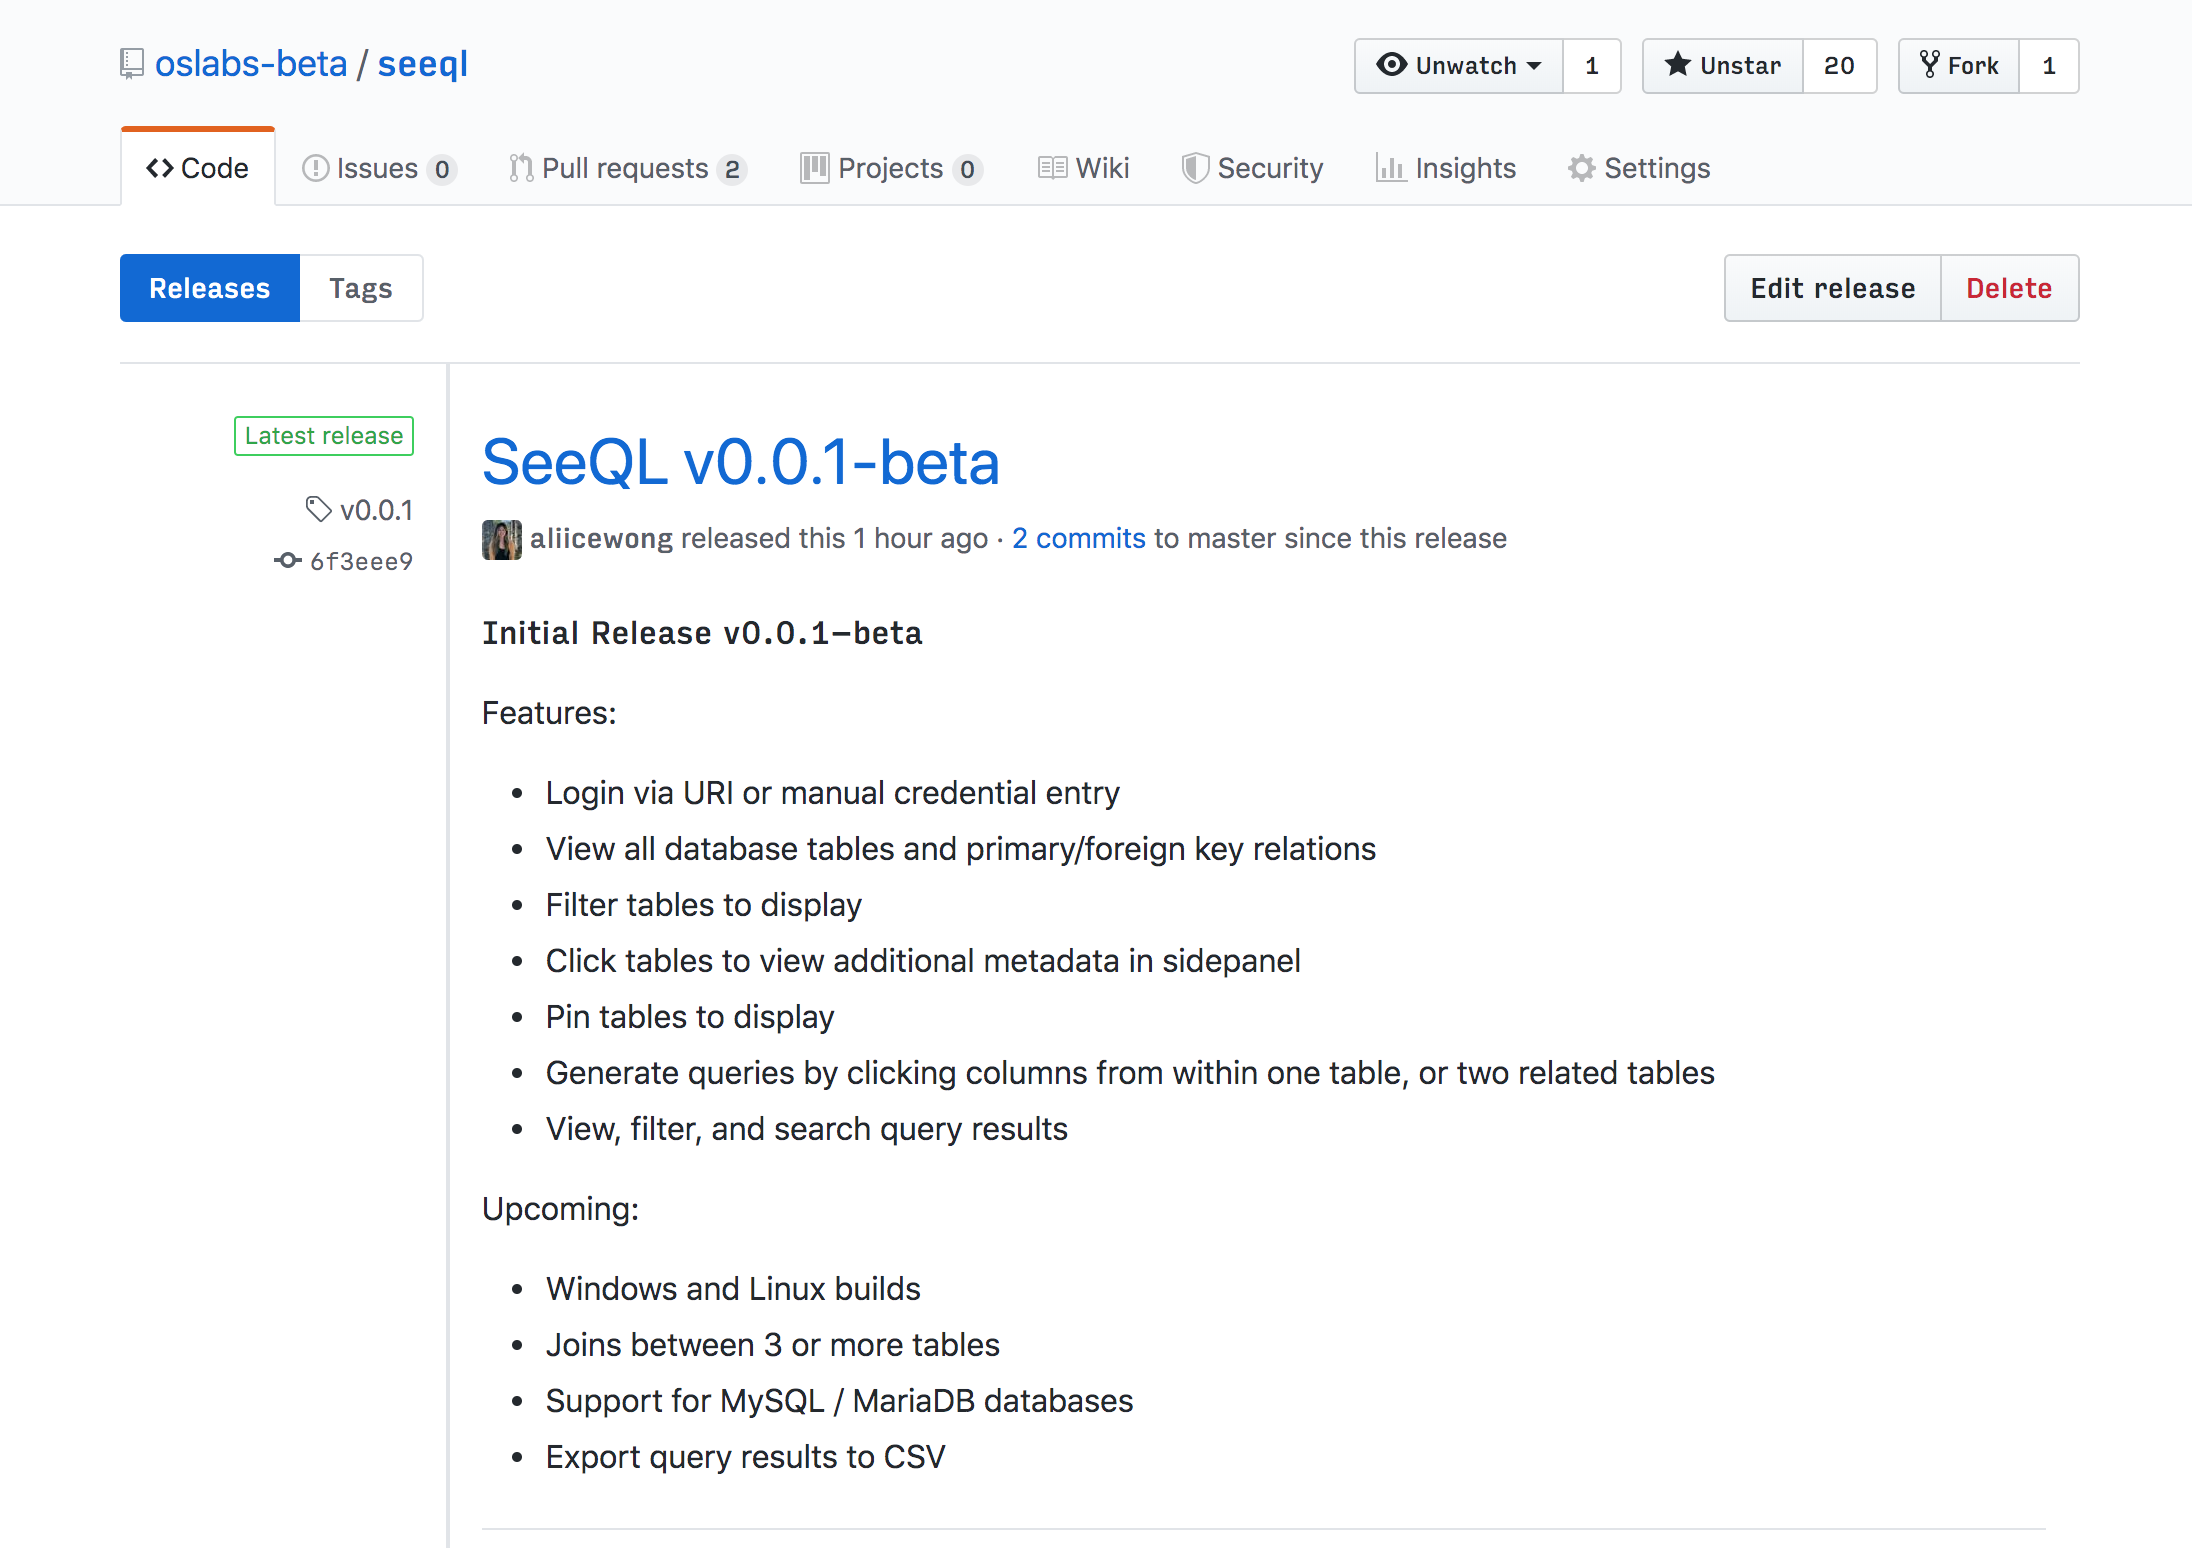 oslabs-beta / seeql
Unwatch 1
Unstar 20
Fork 1
Code
Issues 0
Pull requests 2
Projects 0
Wiki
Security
Insights
Settings
Releases
Tags
Edit release
Delete
Latest release
v0.0.1
6f3eee9
SeeQL v0.0.1-beta
aliicewong released this 1 hour ago · 2 commits to master since this release
Initial Release v0.0.1-beta
Features:
• Login via URI or manual credential entry
• View all database tables and primary/foreign key relations
• Filter tables to display
• Click tables to view additional metadata in sidepanel
• Pin tables to display
• Generate queries by clicking columns from within one table, or two related tables
• View, filter, and search query results
Upcoming:
• Windows and Linux builds
• Joins between 3 or more tables
• Support for MySQL / MariaDB databases
• Export query results to CSV